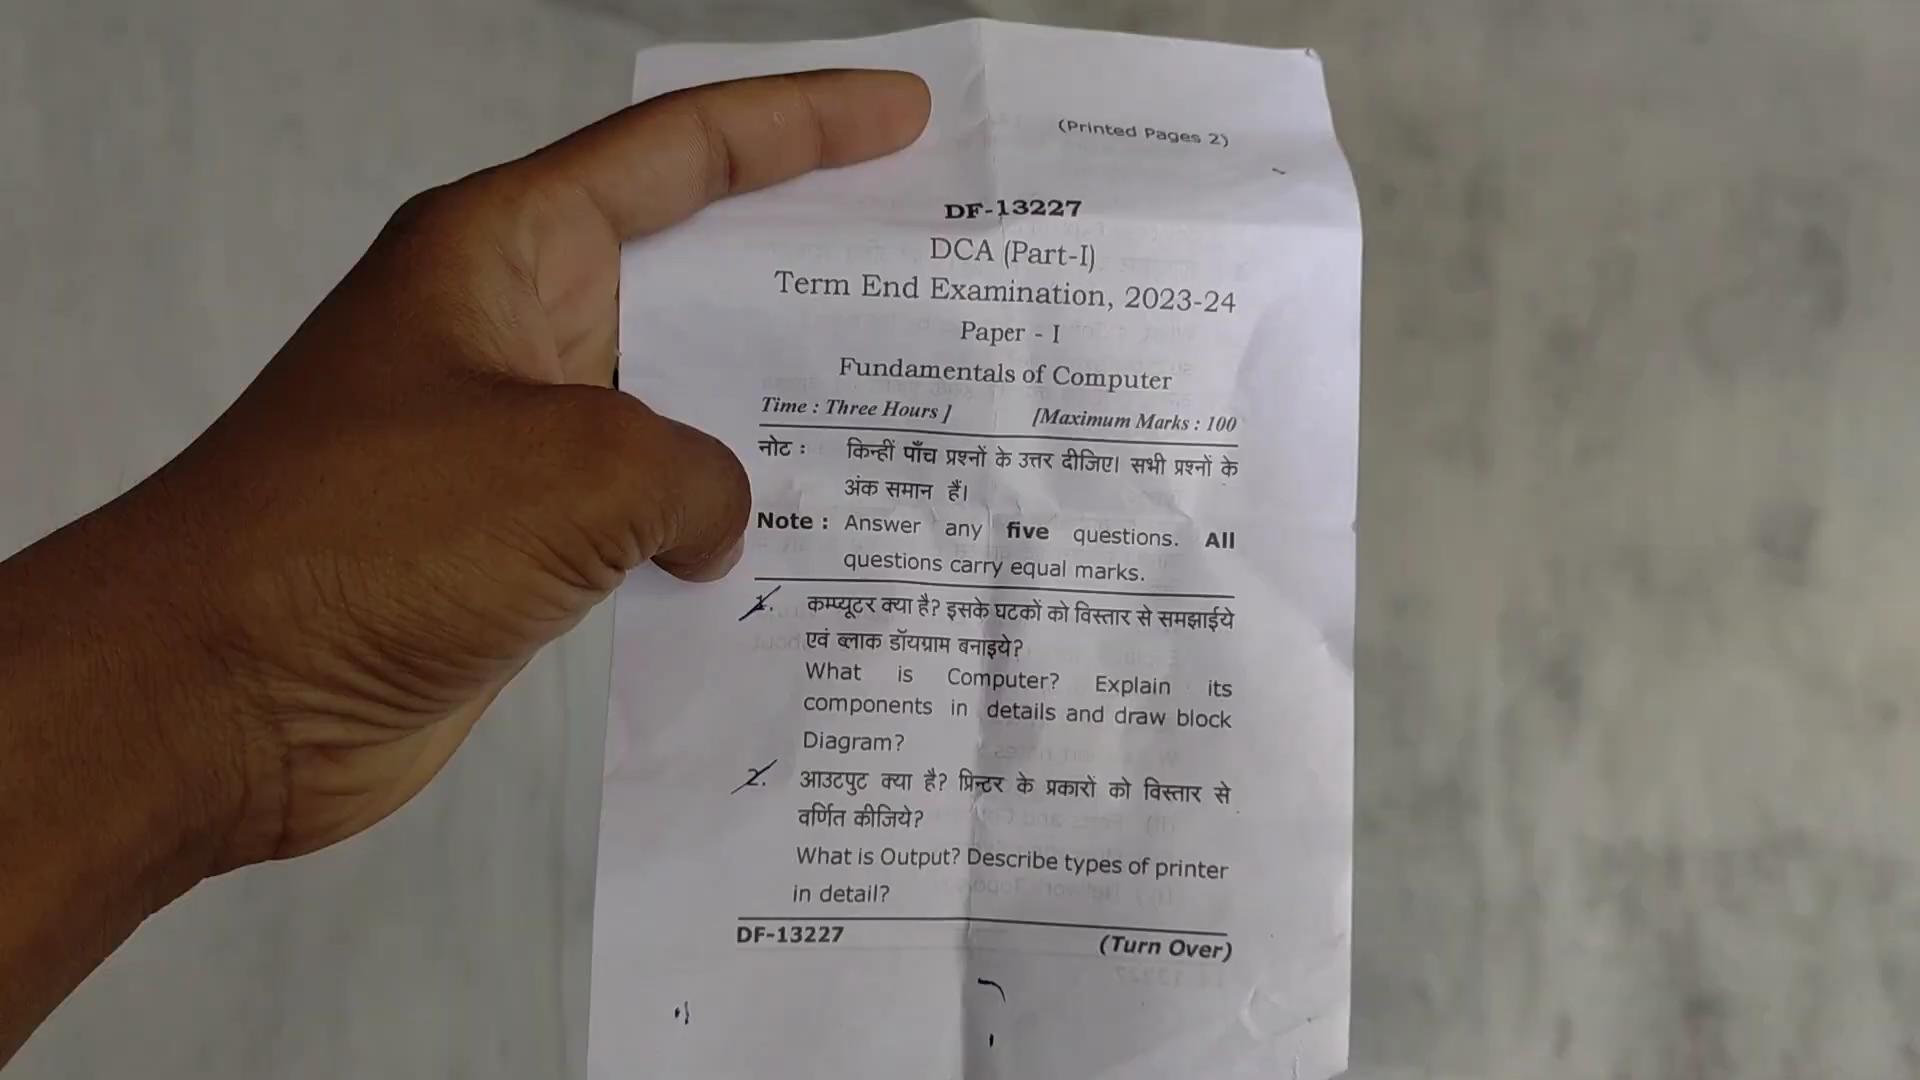 (Printed Pages 2)
DF-13227
DCA (Part-I)
Term End Examination, 2023-24
Paper - I
Fundamentals of Computer
Time : Three Hours ] [Maximum Marks : 100
नोट : किन्हीं पाँच प्रश्नों के उत्तर दीजिए। सभी प्रश्नों के
अंक समान हैं।
Note : Answer any five questions. All
questions carry equal marks.
1. कम्प्यूटर क्या है? इसके घटकों को विस्तार से समझाईये
एवं ब्लाक डॉयग्राम बनाइये?
What is Computer? Explain its
components in details and draw block
Diagram?
2. आउटपुट क्या है? प्रिन्टर के प्रकारों को विस्तार से
वर्णित कीजिये?
What is Output? Describe types of printer
in detail?
DF-13227 (Turn Over)